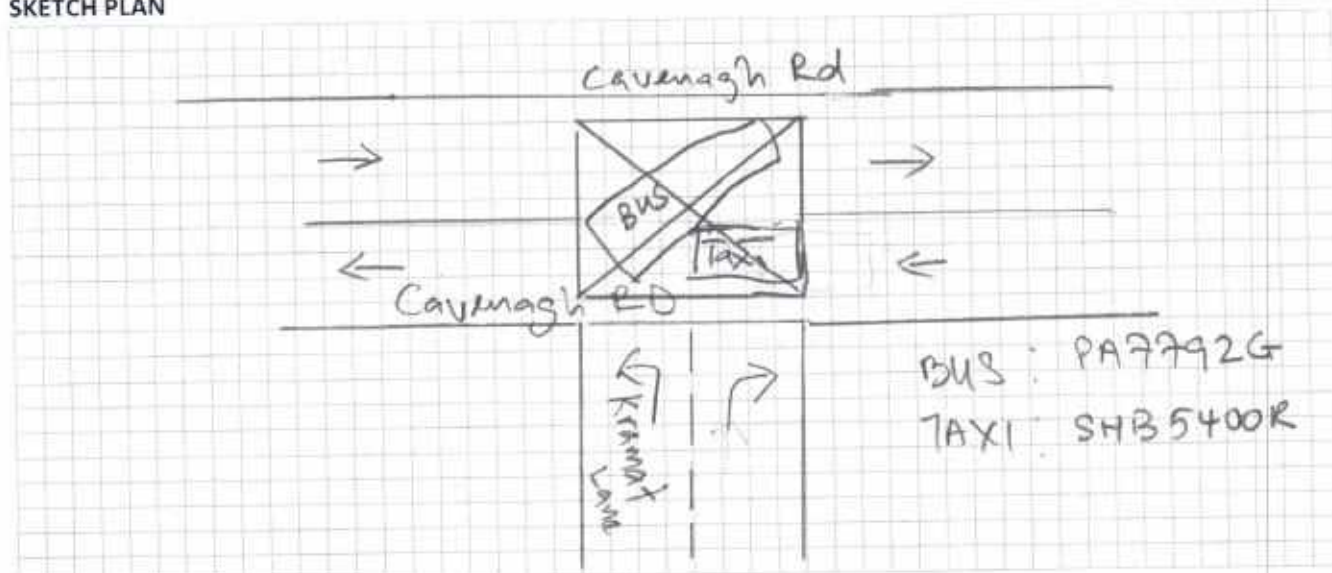 SKETCH PLAN
Cavenagh Rd
BUS
Taxi
Cavenagh RD
Kramat
Lane
BUS : PA7792G
TAXI : SHB5400R